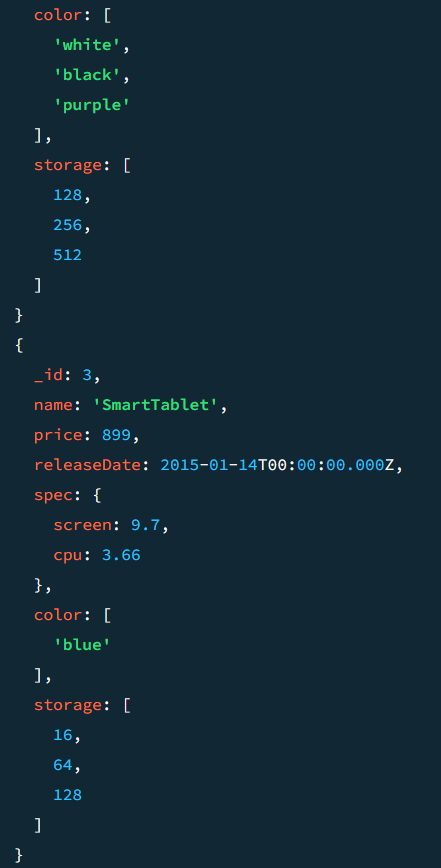 color: [
'white',
'black',
'purple'
],
storage: [
128,
256,
512
]
}
{
_id: 3,
name: 'SmartTablet',
price: 899,
releaseDate: 2015-01-14T00:00:00.000Z,
spec: {
screen: 9.7,
cpu: 3.66
},
color: [
'blue'
],
storage: [
16,
64,
128
]
}